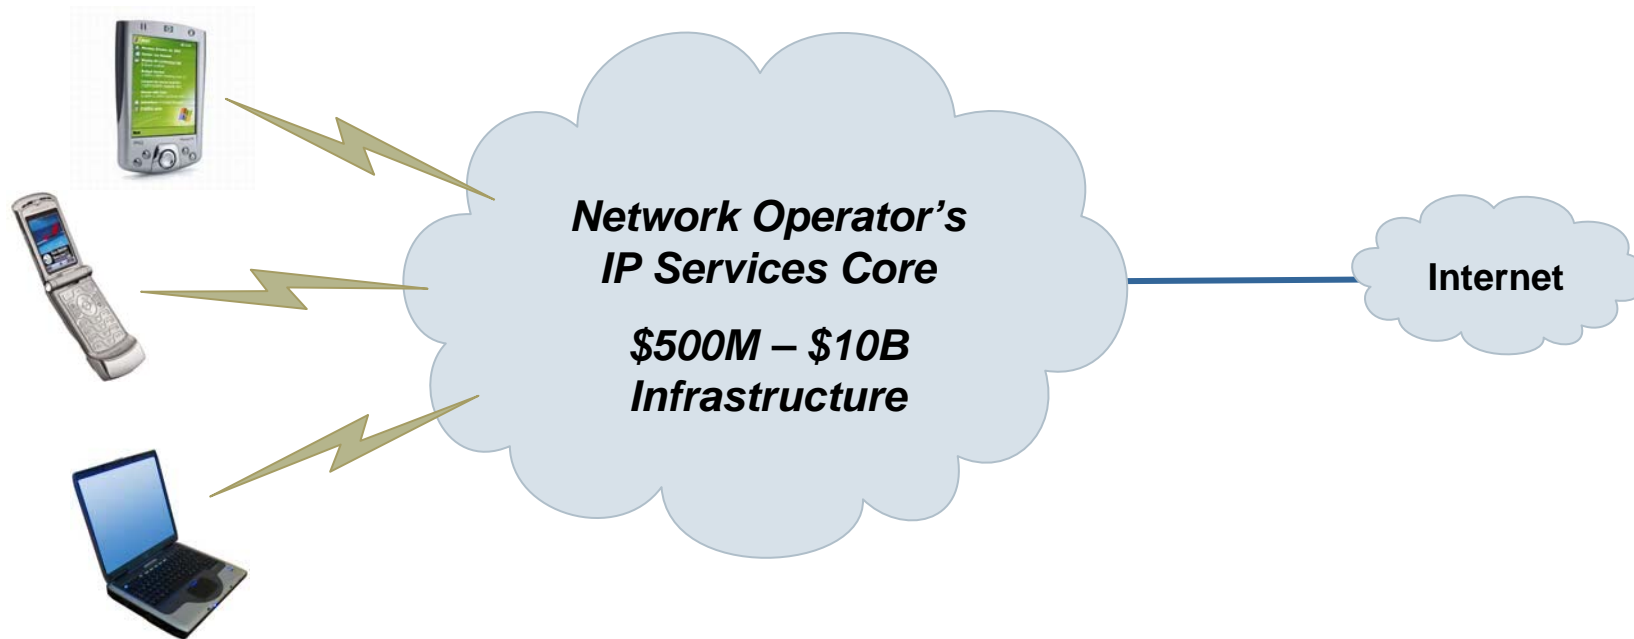 Network Operator’s
IP Services Core
$500M – $10B
Infrastructure
Internet